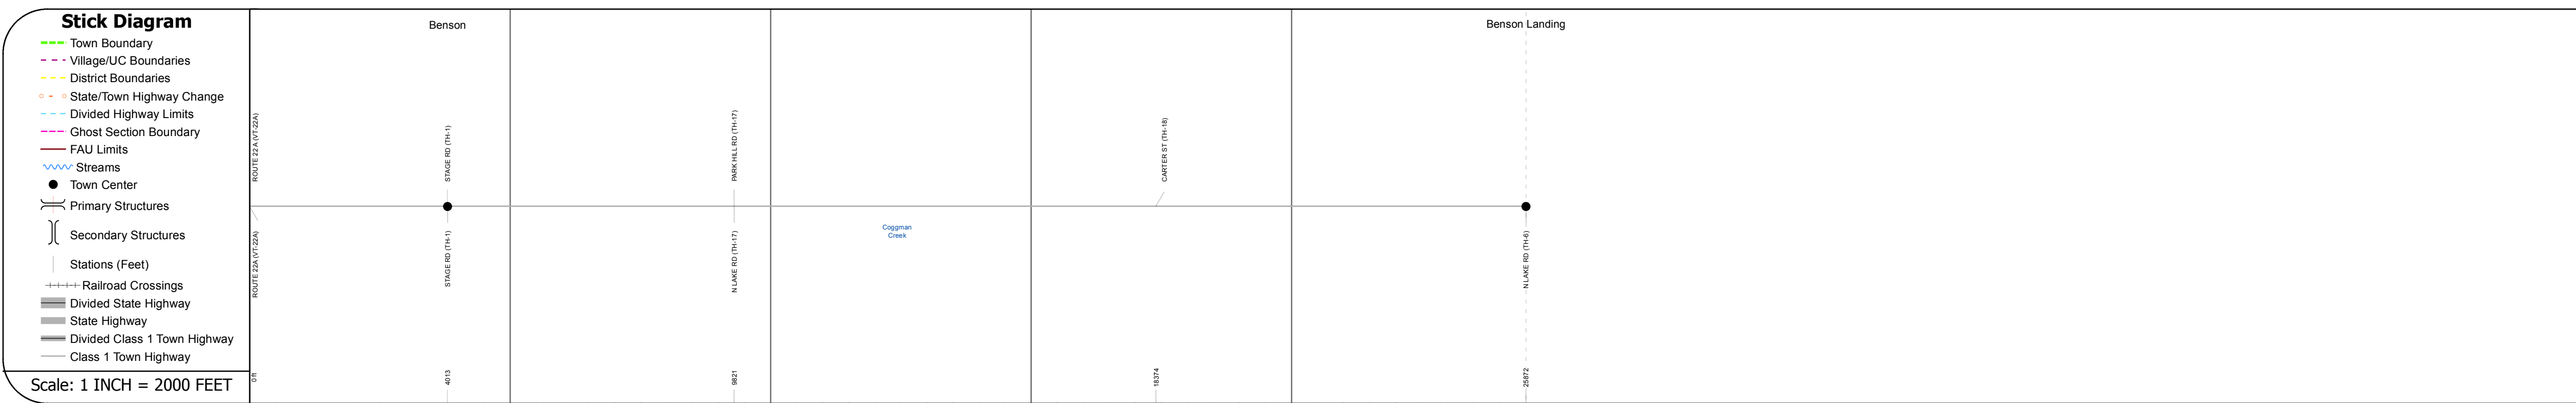 Stick Diagram
Town Boundary
Village/UC Boundaries
District Boundaries
State/Town Highway Change
Divided Highway Limits
Ghost Section Boundary
FAU Limits
Streams
Town Center
Primary Structures
Secondary Structures
Stations (Feet)
Railroad Crossings
Divided State Highway
State Highway
Divided Class 1 Town Highway
Class 1 Town Highway
Scale: 1 INCH = 2000 FEET
Benson
Benson Landing
ROUTE 22 A (VT-22A)
STAGE RD (TH-1)
PARK HILL RD (TH-17)
CARTER ST (TH-18)
Coggman
Creek
ROUTE 22A (VT-22A)
STAGE RD (TH-1)
N LAKE RD (TH-17)
N LAKE RD (TH-6)
0 ft
4013
9821
18374
25872